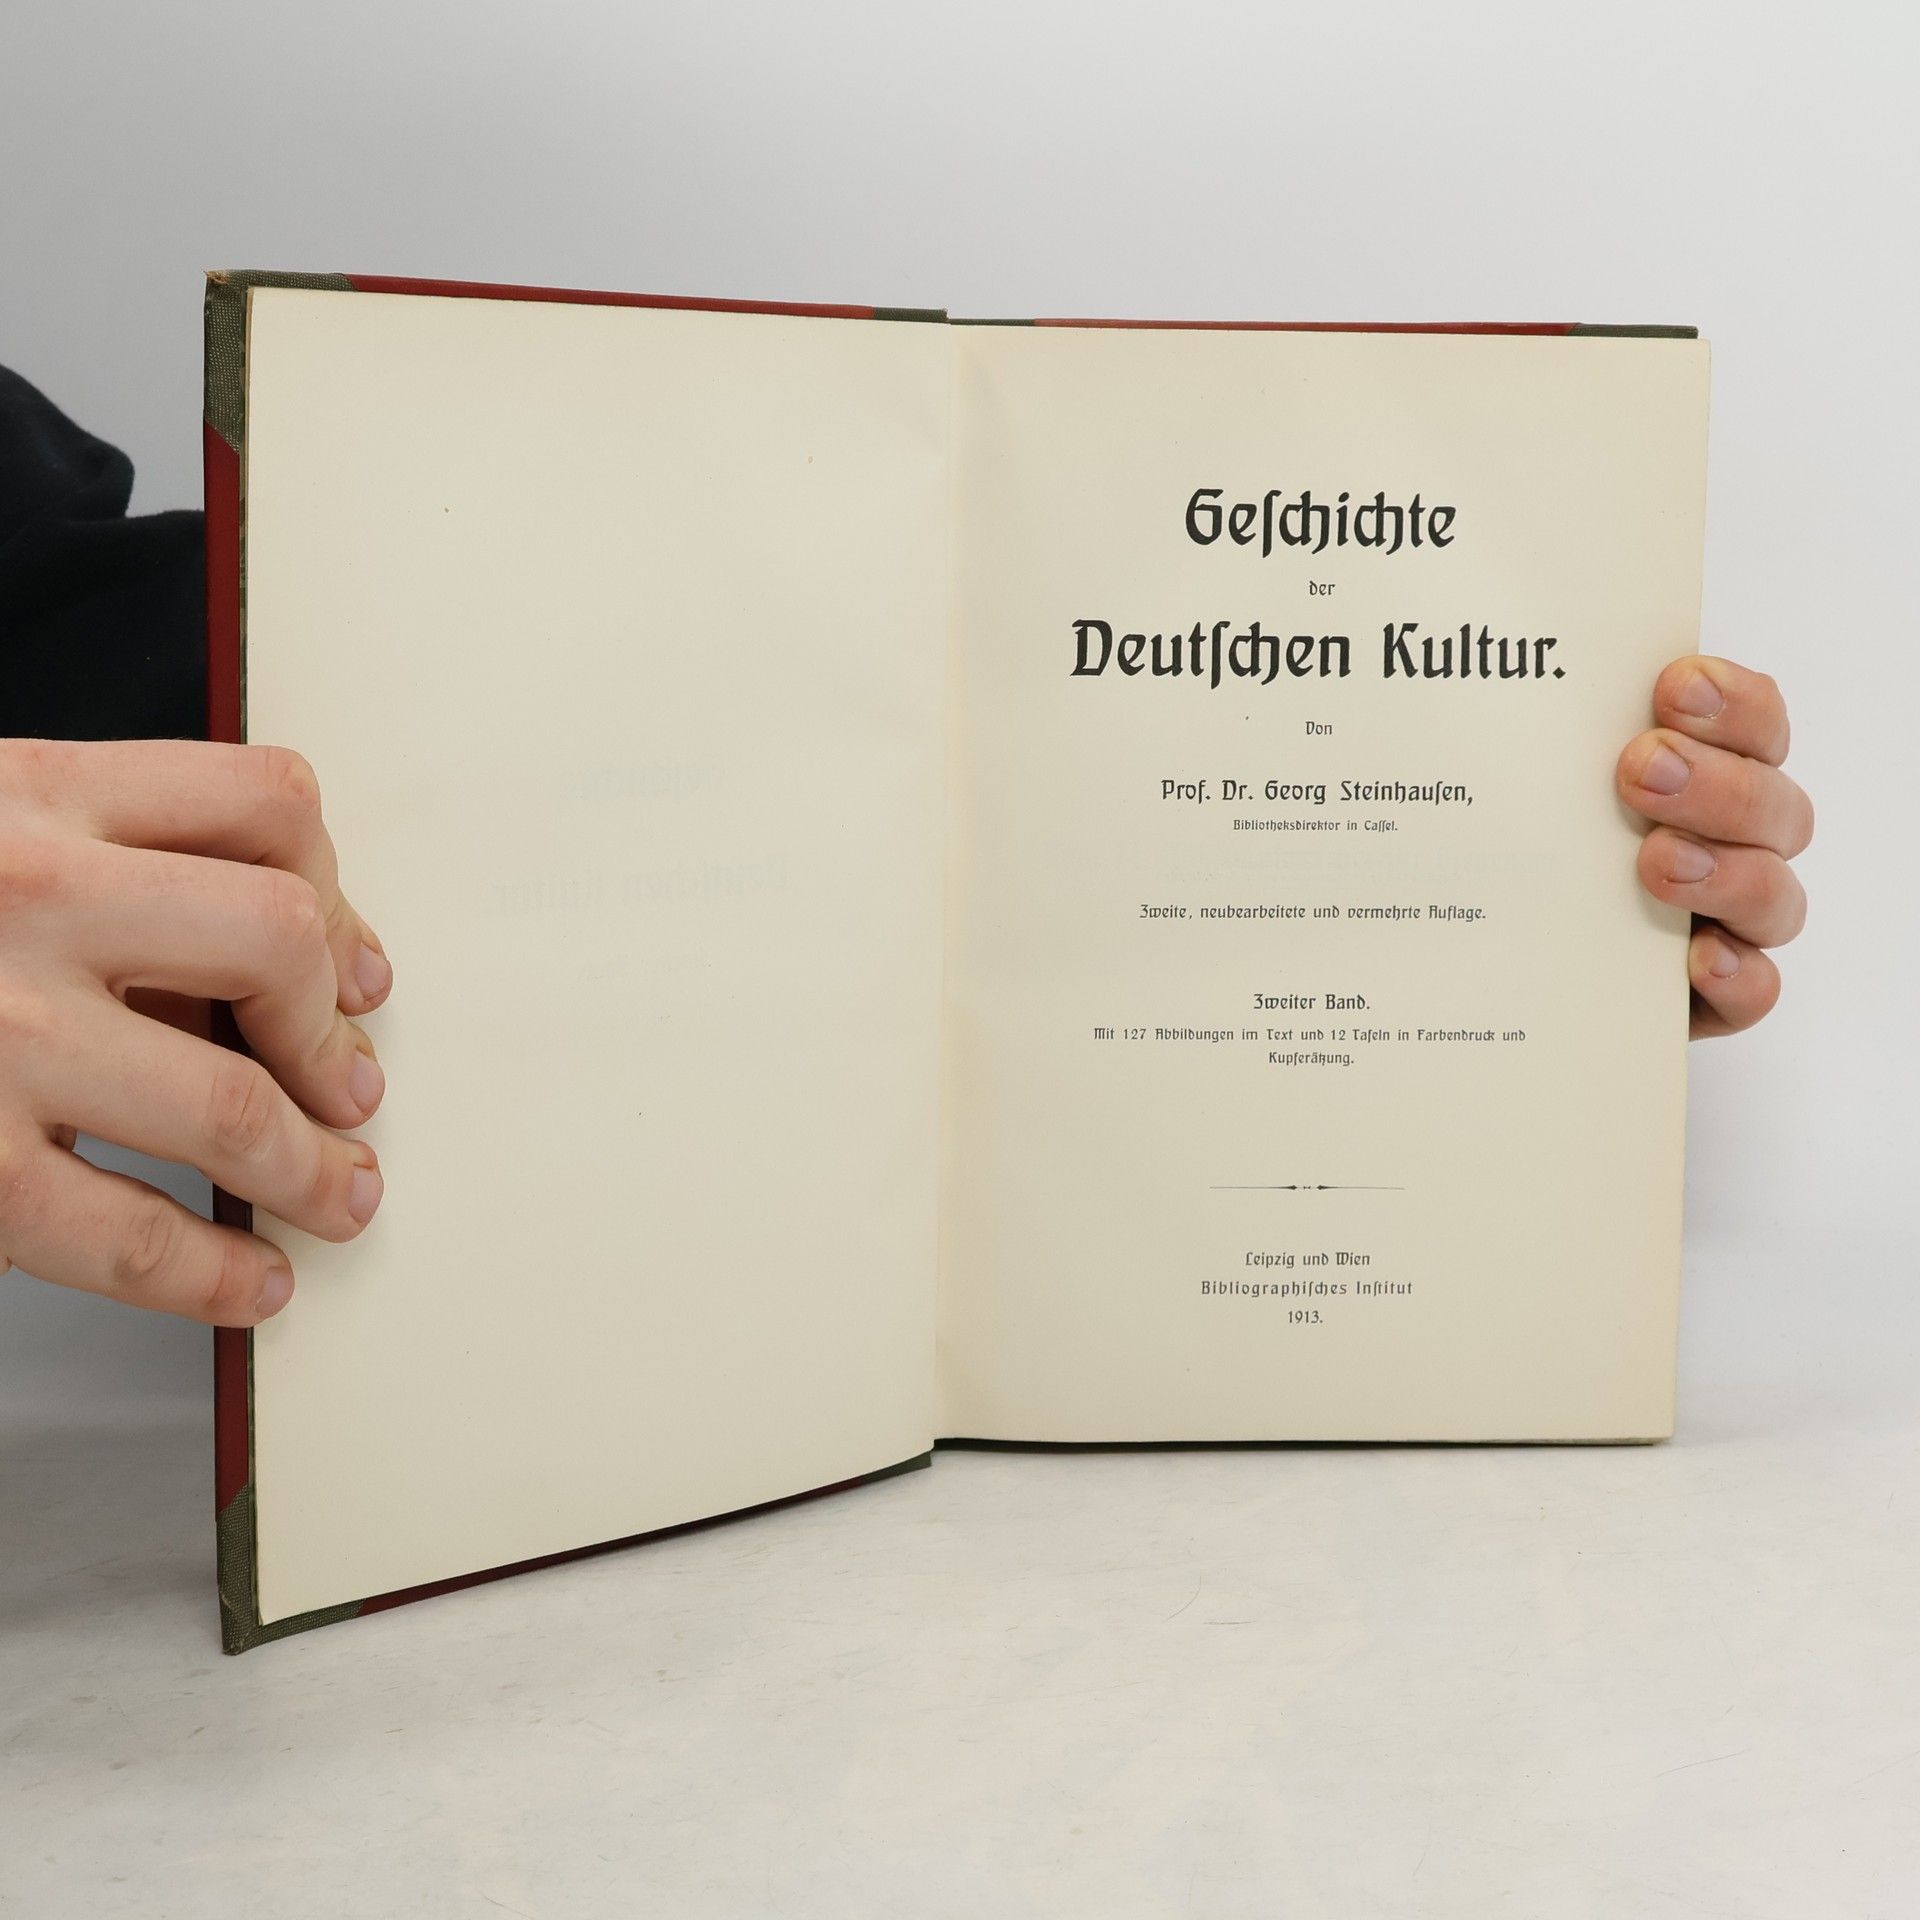 Geſchichte
der
Deutſchen Kultur.
Von
Prof. Dr. Georg Steinhauſen,
Bibliotheksdirektor in Caſſel.
Zweite, neubearbeitete und vermehrte Auflage.
Zweiter Band.
Mit 127 Abbildungen im Text und 12 Tafeln in Farbendruck und
Kupferätzung.
Leipzig und Wien
Bibliographiſches Inſtitut
1913.